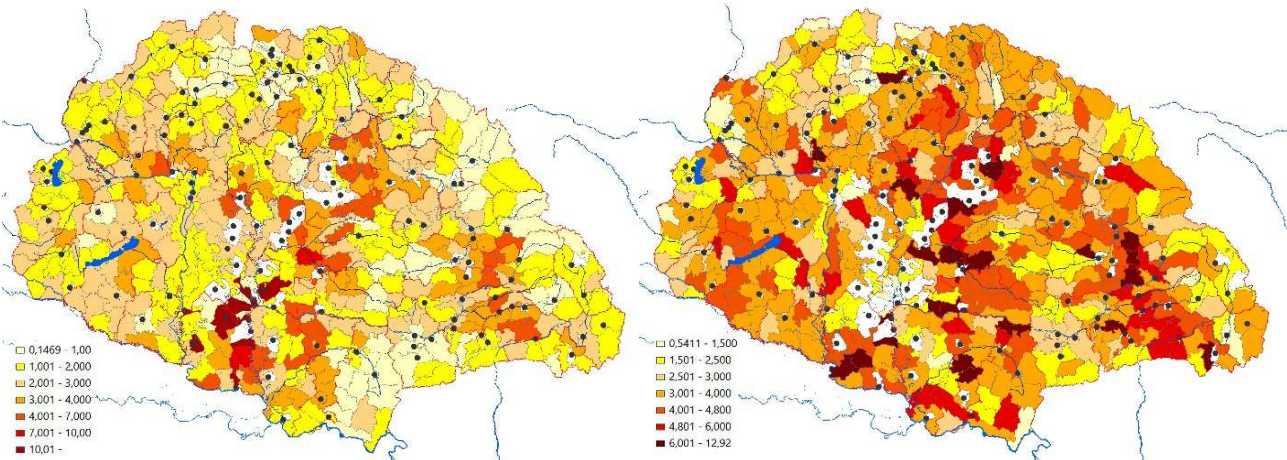 0,1469 - 1,00
1,001 - 2,000
2,001 - 3,000
3,001 - 4,000
4,001 - 7,000
7,001 - 10,00
10,01 -
0,5411 - 1,500
1,501 - 2,500
2,501 - 3,000
3,001 - 4,000
4,001 - 4,800
4,801 - 6,000
6,001 - 12,92